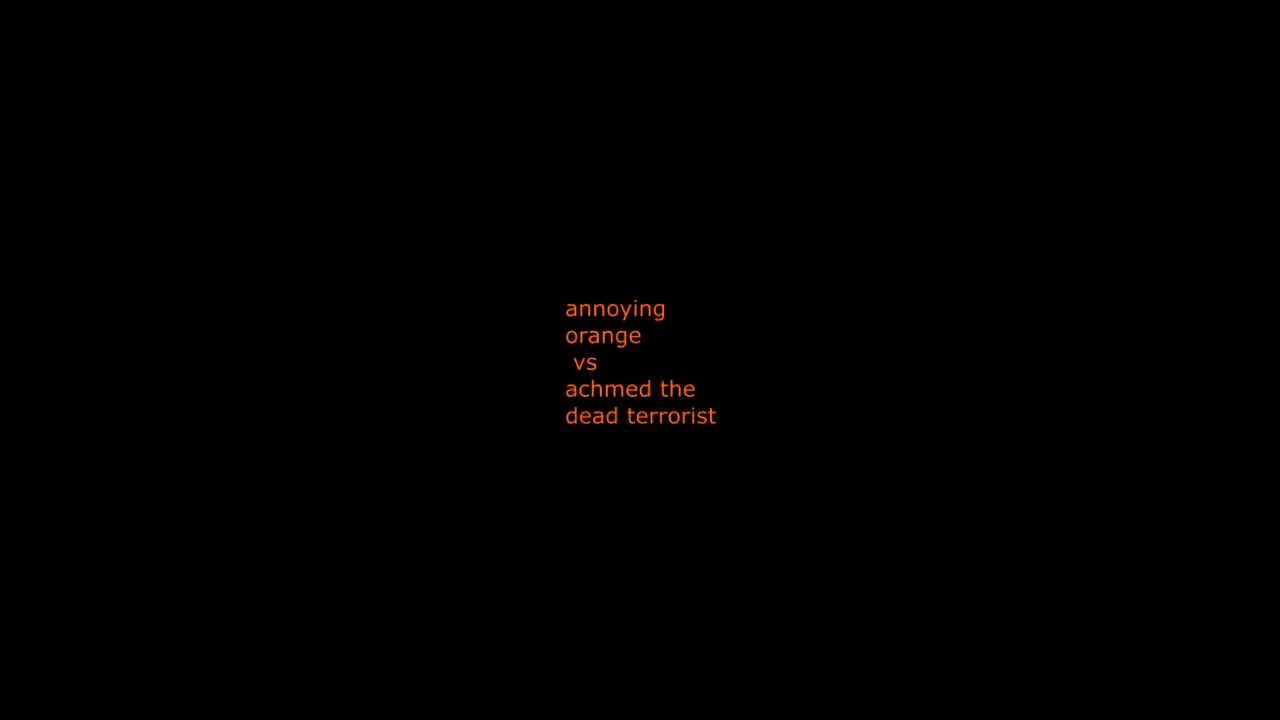 annoying
orange
vs
achmed the
dead terrorist